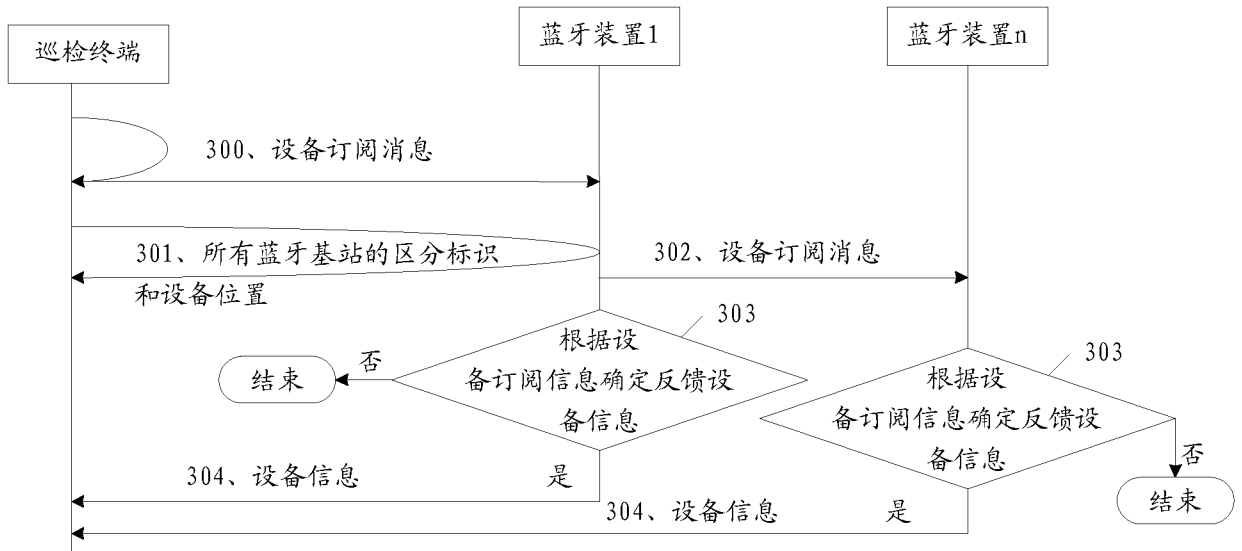 巡检终端
蓝牙装置1
蓝牙装置n
300、设备订阅消息
301、所有蓝牙基站的区分标识
和设备位置
302、设备订阅消息
303
根据设
备订阅信息确定反馈设
备信息
否
结束
303
根据设
备订阅信息确定反馈设
备信息
否
结束
304、设备信息
是
304、设备信息
是